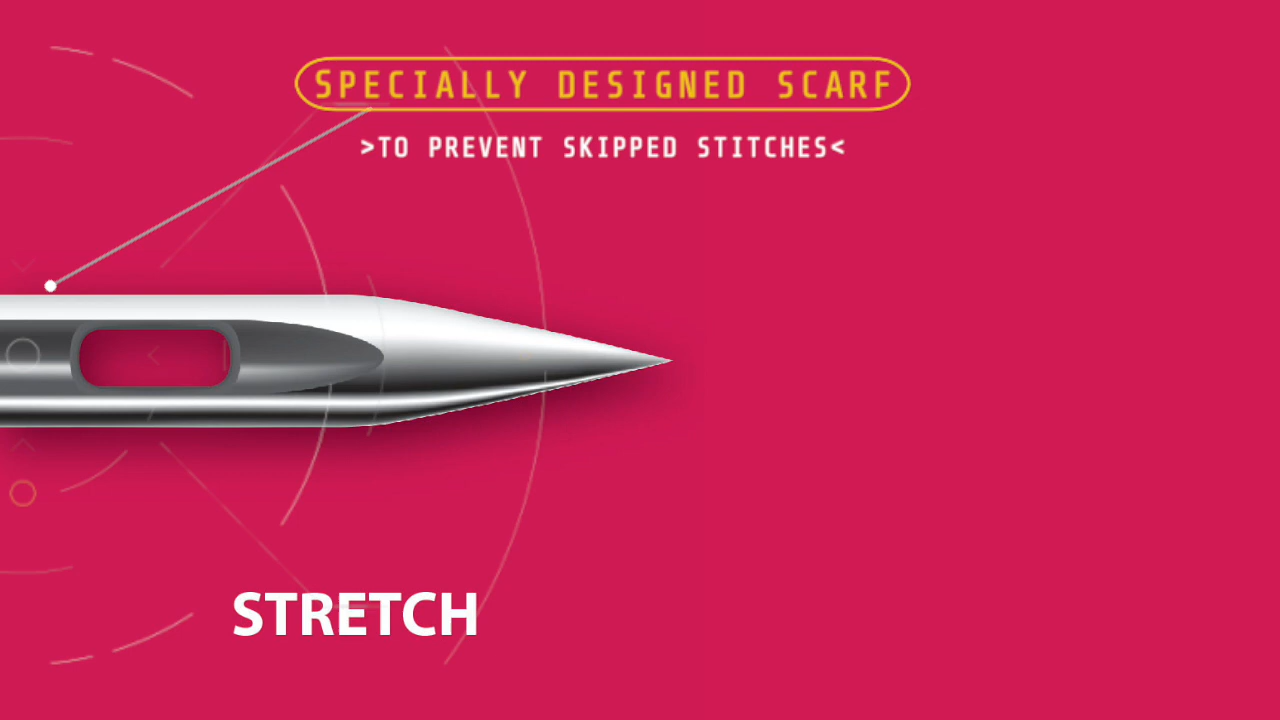 SPECIALLY DESIGNED SCARF
>TO PREVENT SKIPPED STITCHES<
STRETCH